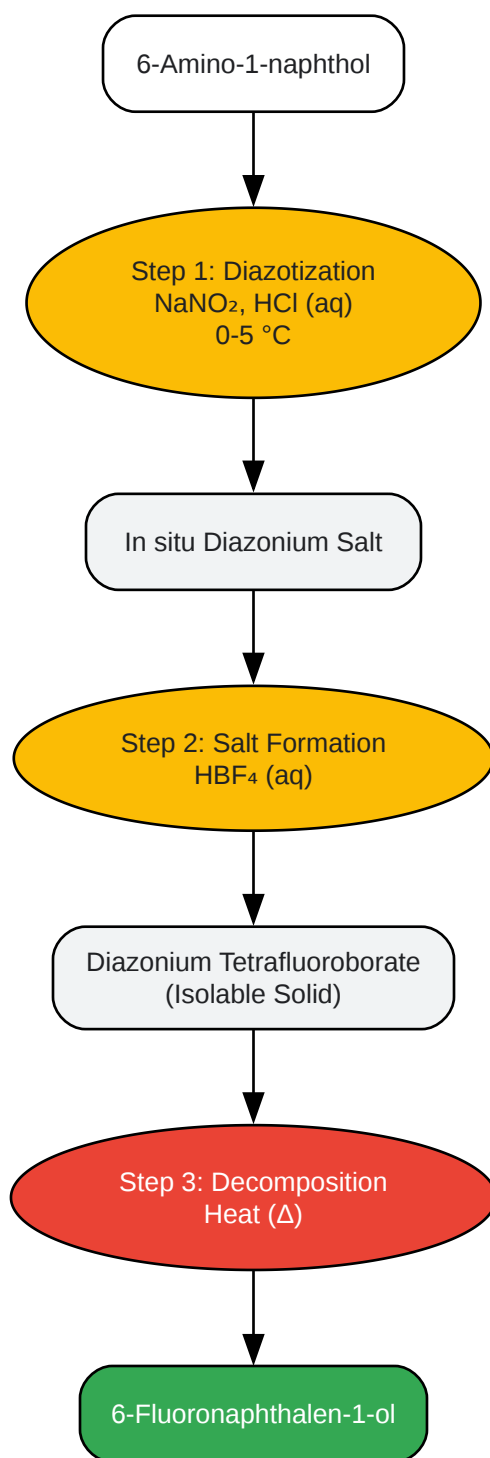 6-Amino-1-naphthol
Step 1: Diazotization
NaNO₂, HCl (aq)
0-5 °C
In situ Diazonium Salt
Step 2: Salt Formation
HBF₄ (aq)
Diazonium Tetrafluoroborate
(Isolable Solid)
Step 3: Decomposition
Heat (Δ)
6-Fluoronaphthalen-1-ol